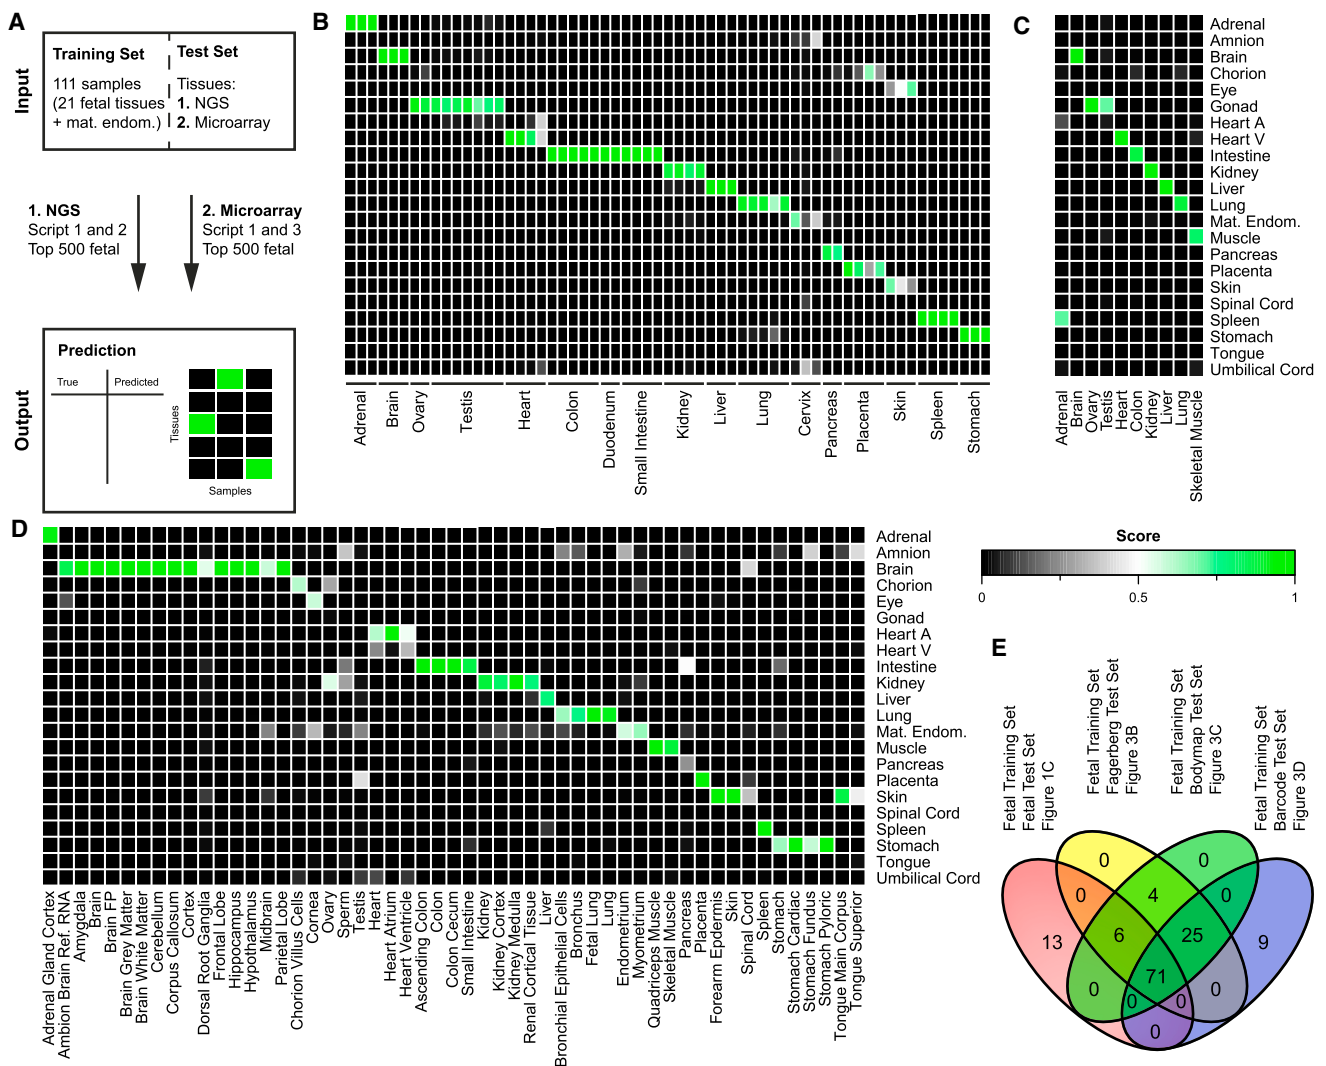 A
Input
Training Set
111 samples
(21 fetal tissues
+ mat. endom.)
Test Set
Tissues:
1. NGS
2. Microarray
1. NGS
Script 1 and 2
Top 500 fetal
2. Microarray
Script 1 and 3
Top 500 fetal
Output
Prediction
True
Predicted
Tissues
Samples
B
Adrenal
Brain
Ovary
Testis
Heart
Colon
Duodenum
Small Intestine
Kidney
Liver
Lung
Cervix
Pancreas
Placenta
Skin
Spleen
Stomach
C
Adrenal
Amnion
Brain
Chorion
Eye
Gonad
Heart A
Heart V
Intestine
Kidney
Liver
Lung
Mat. Endom.
Muscle
Pancreas
Placenta
Skin
Spinal Cord
Spleen
Stomach
Tongue
Umbilical Cord
Adrenal
Brain
Ovary
Testis
Heart
Colon
Kidney
Liver
Lung
Skeletal Muscle
D
Adrenal
Amnion
Brain
Chorion
Eye
Gonad
Heart A
Heart V
Intestine
Kidney
Liver
Lung
Mat. Endom.
Muscle
Pancreas
Placenta
Skin
Spinal Cord
Spleen
Stomach
Tongue
Umbilical Cord
Adrenal Gland Cortex
Ambion Brain Ref. RNA
Amygdala
Brain
Brain FP
Brain Grey Matter
Brain White Matter
Cerebellum
Corpus Callosum
Cortex
Dorsal Root Ganglia
Frontal Lobe
Hippocampus
Hypothalamus
Midbrain
Parietal Lobe
Chorion Villus Cells
Cornea
Ovary
Sperm
Testis
Heart
Heart Atrium
Heart Ventricle
Ascending Colon
Colon
Colon Cecum
Small Intestine
Kidney
Kidney Cortex
Kidney Medulla
Renal Cortical Tissue
Liver
Bronchial Epithelial Cells
Bronchus
Fetal Lung
Lung
Endometrium
Myometrium
Quadriceps Muscle
Skeletal Muscle
Pancreas
Placenta
Forearm Epdermis
Skin
Spinal Cord
Spleen
Stomach
Stomach Cardiac
Stomach Fundus
Stomach Pyloric
Tongue Main Corpus
Tongue Superior
Score
0
0.5
1
E
Fetal Training Set
Fetal Test Set
Figure 1C
Fetal Training Set
Fagerberg Test Set
Figure 3B
Fetal Training Set
Bodymap Test Set
Figure 3C
Fetal Training Set
Barcode Test Set
Figure 3D
0
0
0
4
0
13
6
25
9
71
0
0
0
0
0